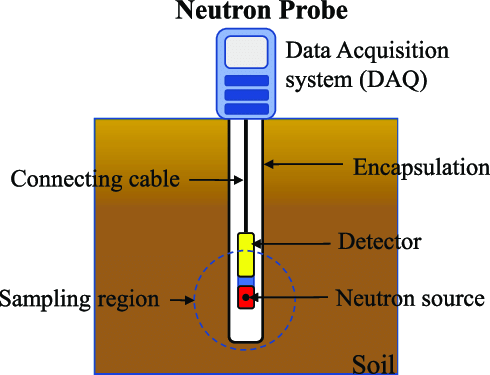 Neutron Probe
Data Acquisition
system (DAQ)
Encapsulation
Connecting cable
Detector
Sampling region
Neutron source
Soil